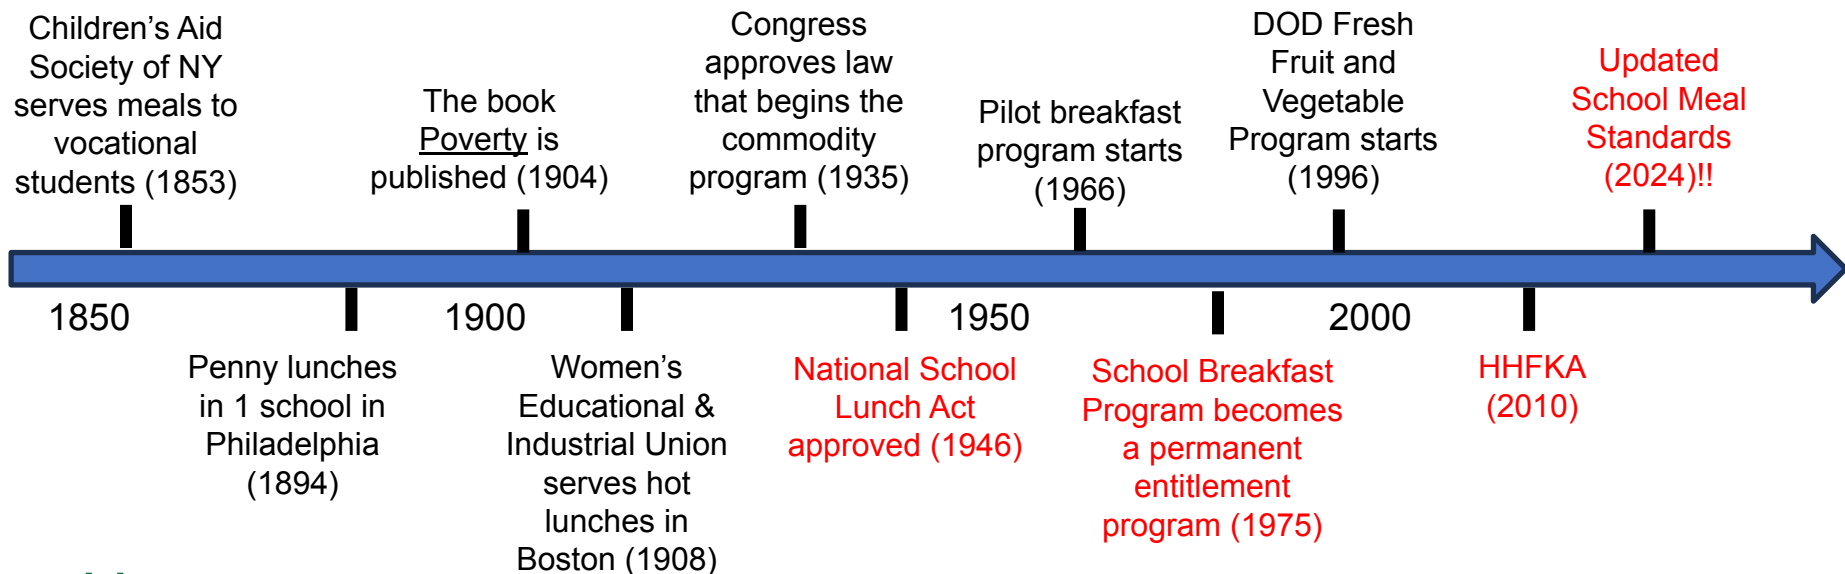 Children’s Aid
Society of NY
serves meals to
vocational
students (1853)
The book
Poverty is
published (1904)
Congress
approves law
that begins the
commodity
program (1935)
Pilot breakfast
program starts
(1966)
DOD Fresh
Fruit and
Vegetable
Program starts
(1996)
Updated
School Meal
Standards
(2024)!!
1850
1900
1950
2000
Penny lunches
in 1 school in
Philadelphia
(1894)
Women’s
Educational &
Industrial Union
serves hot
lunches in
Boston (1908)
National School
Lunch Act
approved (1946)
School Breakfast
Program becomes
a permanent
entitlement
program (1975)
HHFKA
(2010)